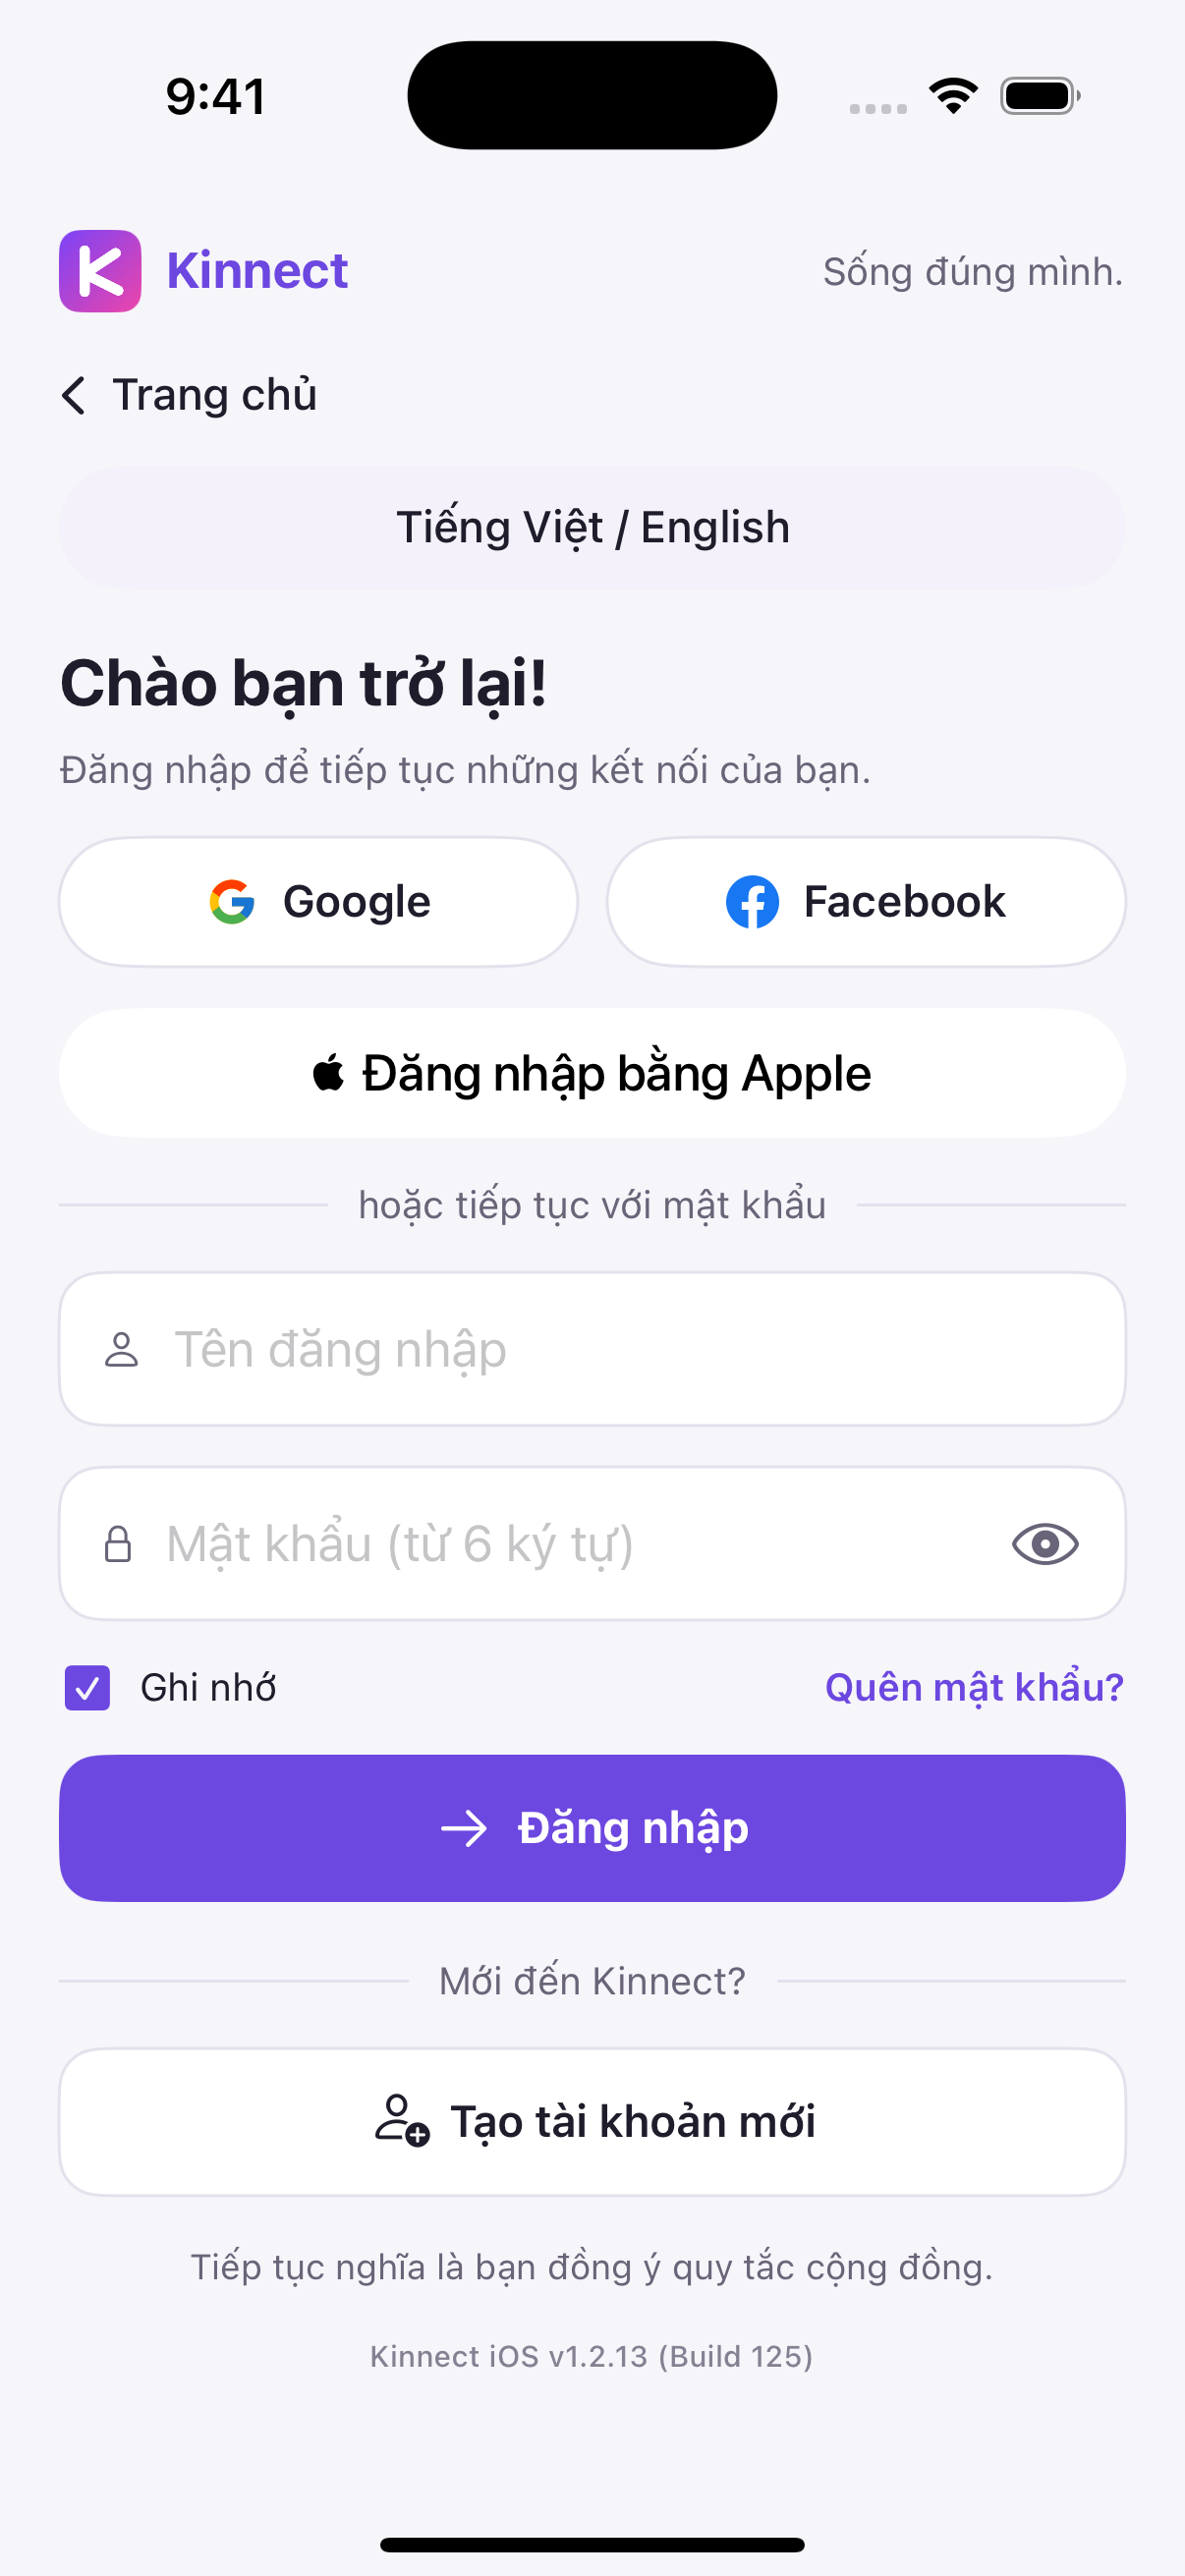 9:41
Kinnect
Sống đúng mình.
Trang chủ
Tiếng Việt / English
Chào bạn trở lại!
Đăng nhập để tiếp tục những kết nối của bạn.
Google
Facebook
Đăng nhập bằng Apple
hoặc tiếp tục với mật khẩu
Tên đăng nhập
Mật khẩu (từ 6 ký tự)
Ghi nhớ
Quên mật khẩu?
Đăng nhập
Mới đến Kinnect?
Tạo tài khoản mới
Tiếp tục nghĩa là bạn đồng ý quy tắc cộng đồng.
Kinnect iOS v1.2.13 (Build 125)